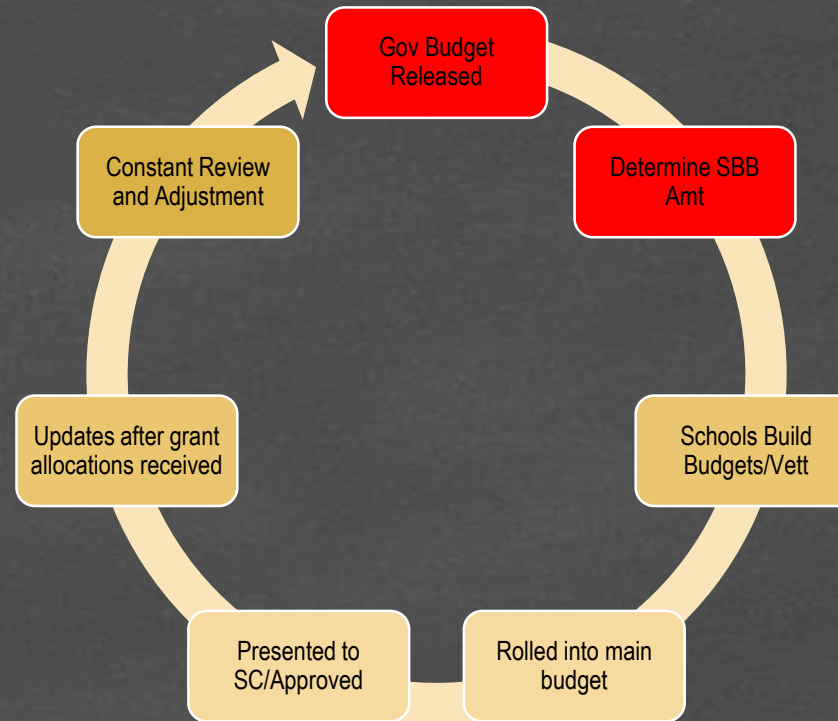 Gov Budget
Released
Determine SBB
Amt
Schools Build
Budgets/Vett
Rolled into main
budget
Presented to
SC/Approved
Updates after grant
allocations received
Constant Review
and Adjustment